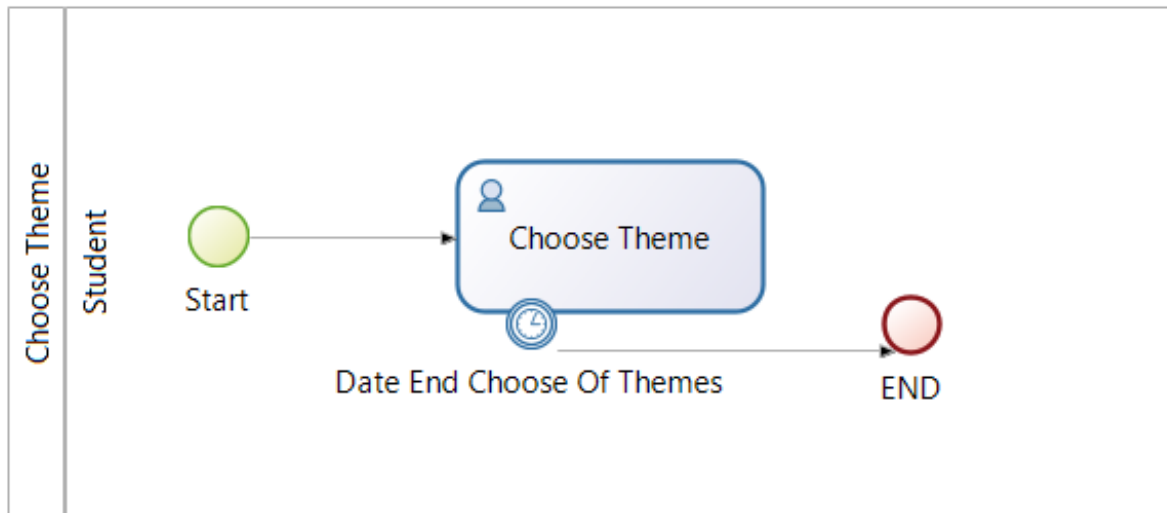 Choose Theme
Student
Start
Choose Theme
Date End Choose Of Themes
END